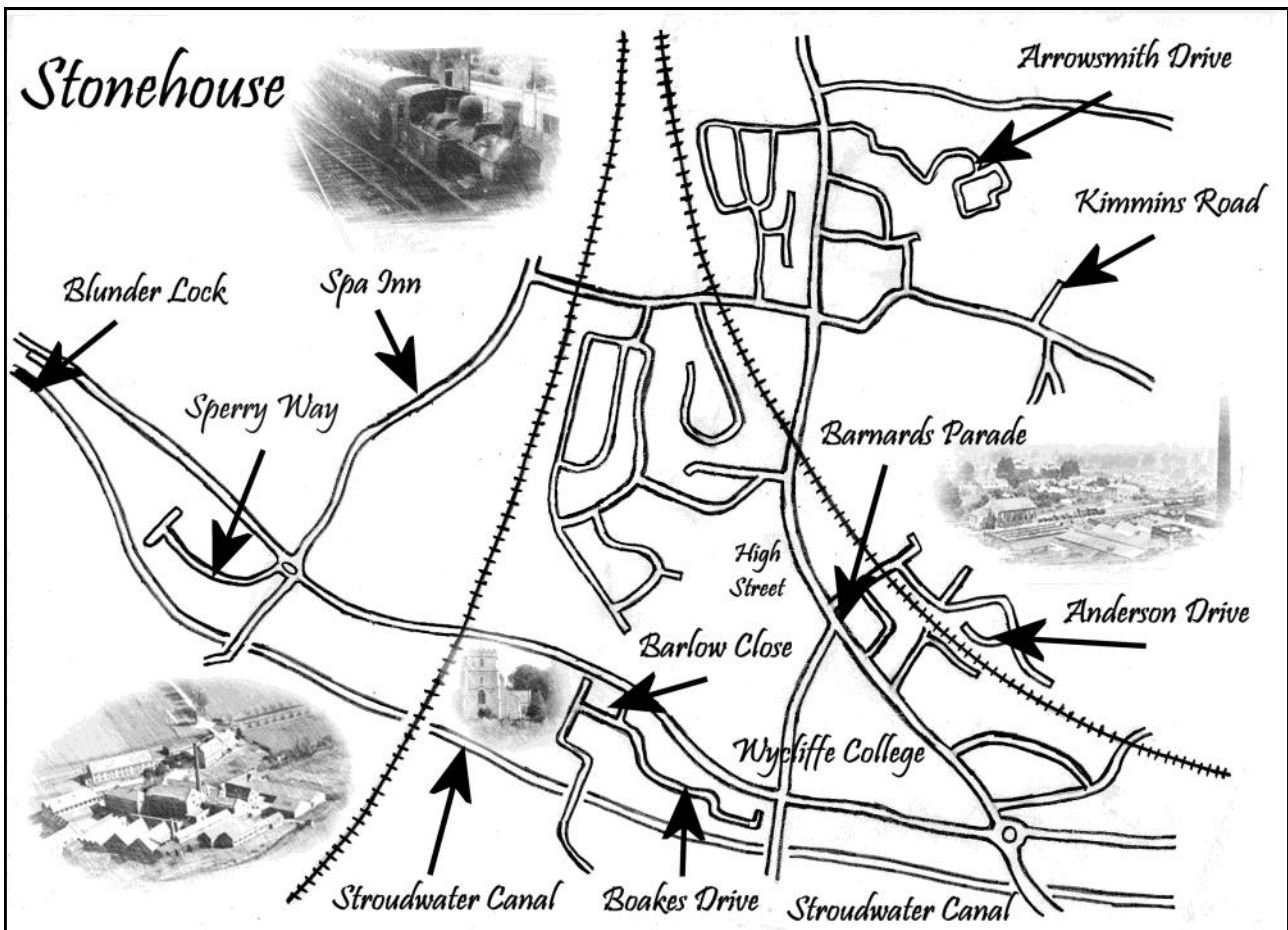 Stonehouse
Arrowsmith Drive
Kimmins Road
Spa Inn
Blunder Lock
Sperry Way
Barnards Parade
High
Street
Anderson Drive
Barlow Close
Wycliffe College
Stroudwater Canal
Boakes Drive
Stroudwater Canal